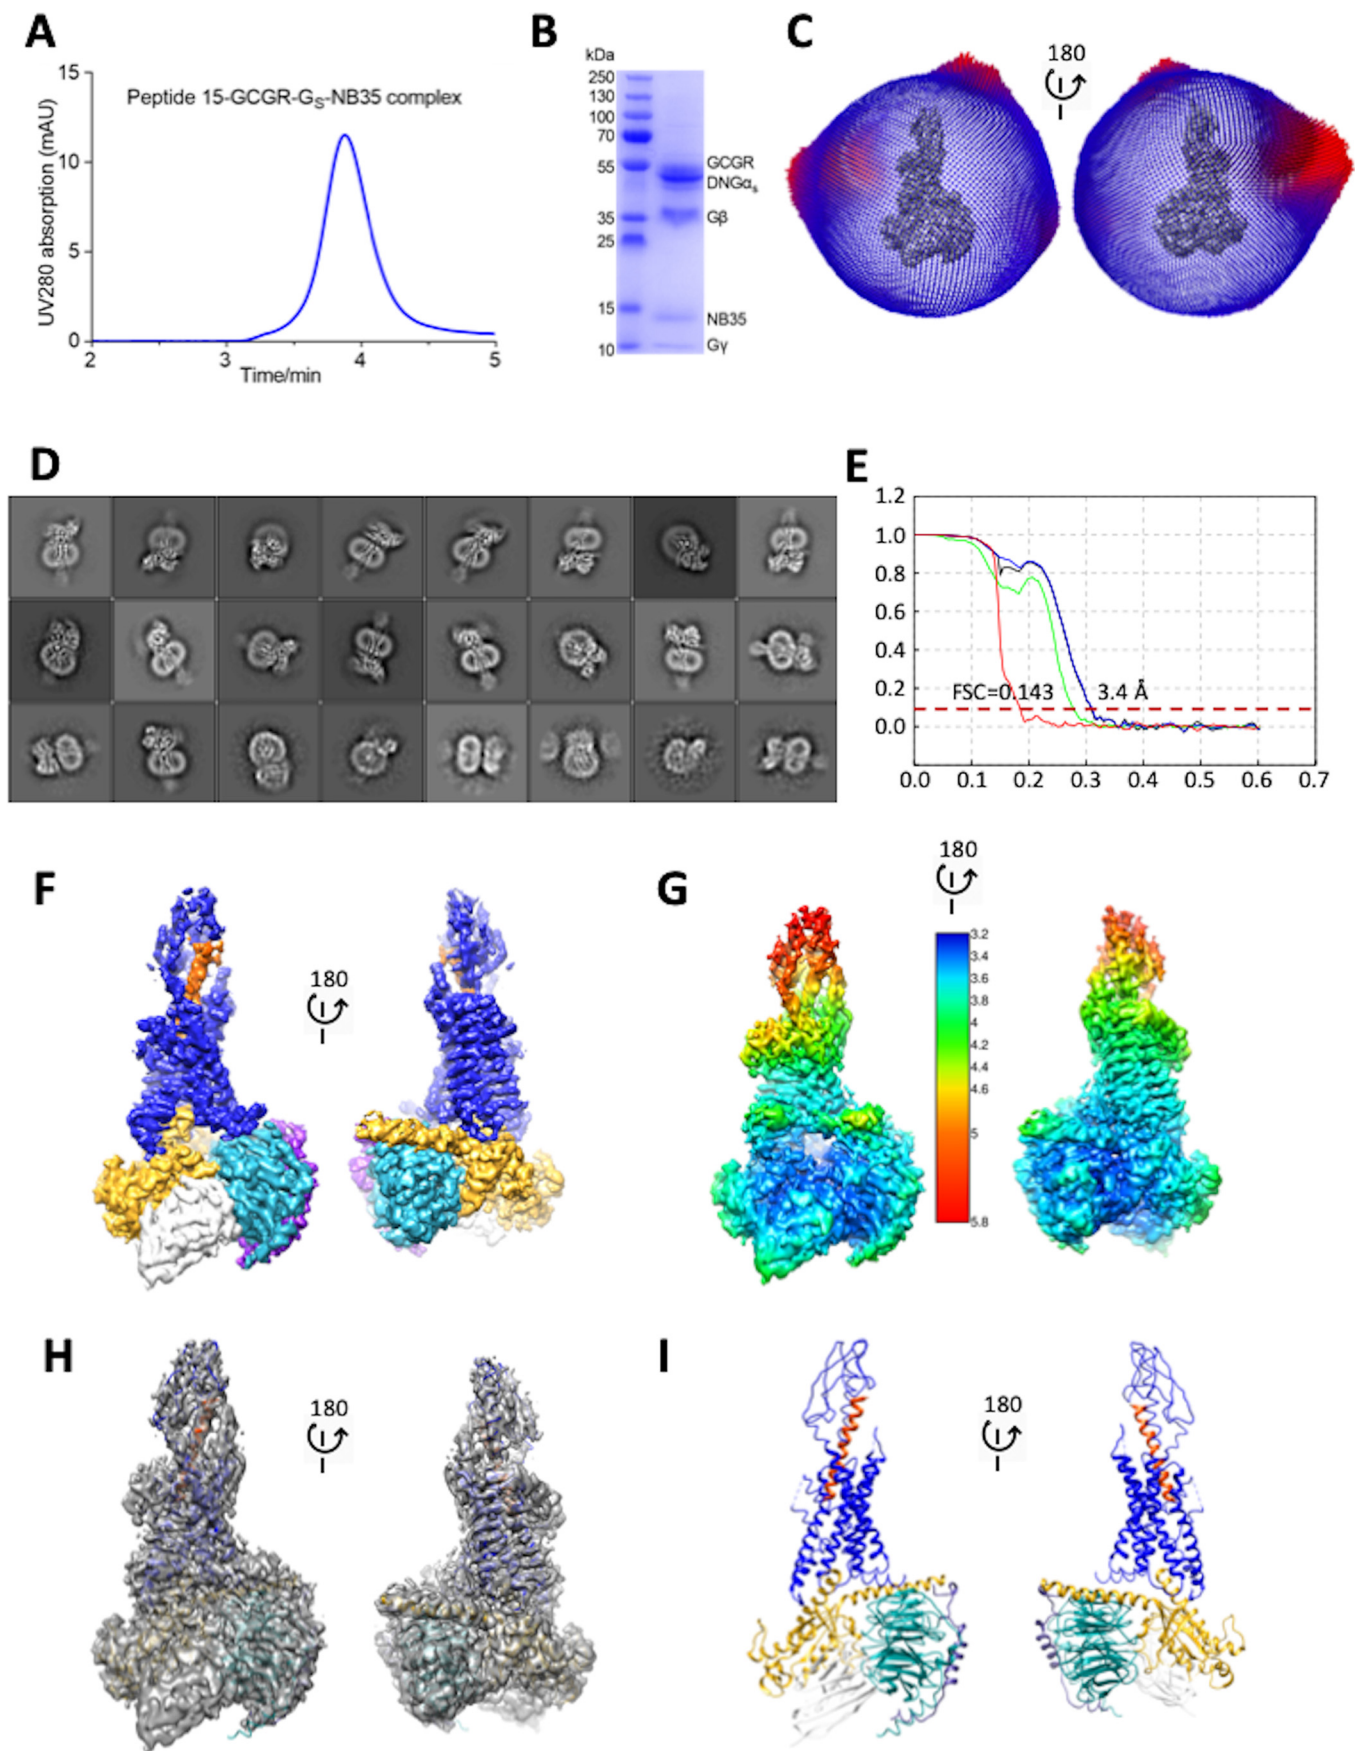 A
B
C
180
kDa
15
10
5
0
UV280 absorption (mAU)
Peptide 15-GCGR-GS-NB35 complex
2
3
4
5
Time/min
250
130
100
70
55
35
25
15
10
GCGR
DNGαs
Gβ
NB35
Gγ
D
E
1.2
1.0
0.8
0.6
0.4
0.2
0.0
FSC=0.143
3.4 Å
0.0
0.1
0.2
0.3
0.4
0.5
0.6
0.7
F
180
G
180
3.2
3.4
3.6
3.8
4
4.2
4.4
4.6
5
5.8
H
180
I
180